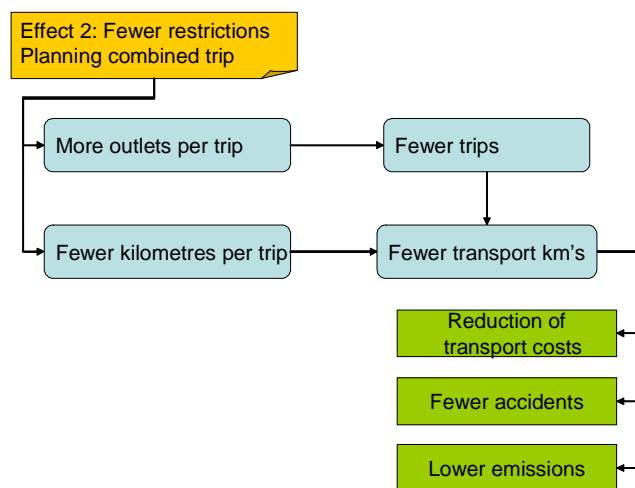 Effect 2: Fewer restrictions
Planning combined trip
More outlets per trip
Fewer trips
Fewer kilometres per trip
Fewer transport km's
Reduction of
transport costs
Fewer accidents
Lower emissions